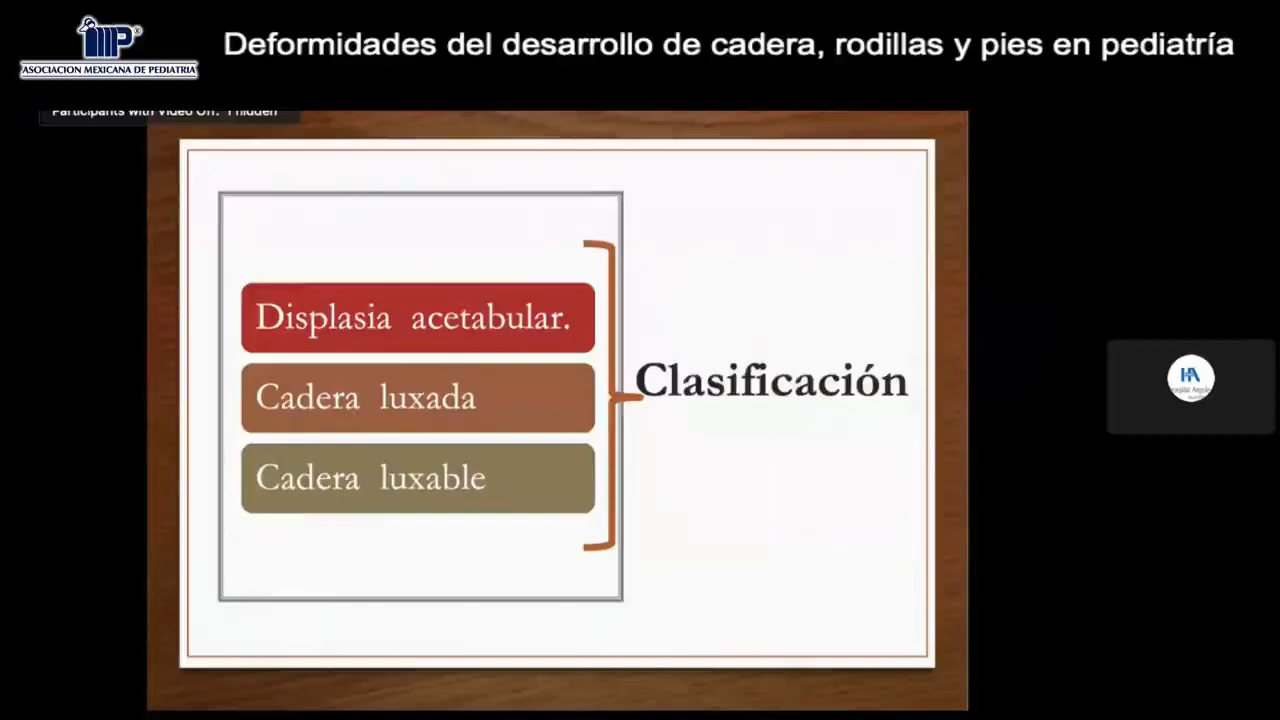 Deformidades del desarrollo de cadera, rodillas y pies en pediatría
ASOCIACION MEXICANA DE PEDIATRIA
Participants with Video Off: 1 hidden
Displasia acetabular.
Cadera luxada
Cadera luxable
Clasificación